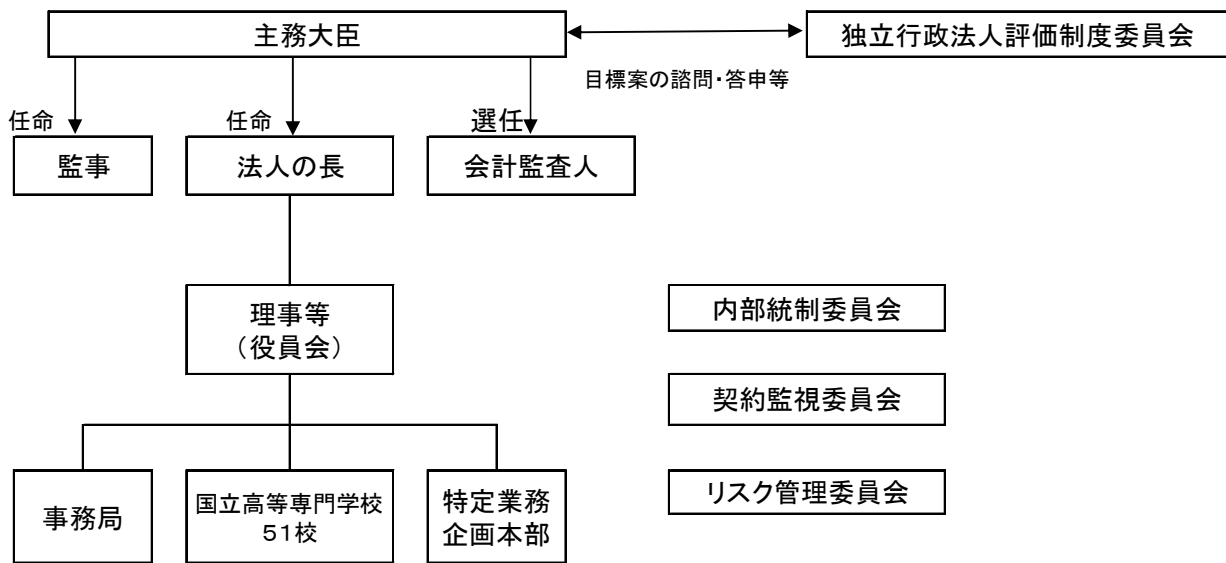 主務大臣
独立行政法人評価制度委員会
目標案の諮問・答申等
任命
任命
選任
監事
法人の長
会計監査人
理事等
（役員会）
内部統制委員会
契約監視委員会
リスク管理委員会
事務局
国立高等専門学校
５１校
特定業務
企画本部